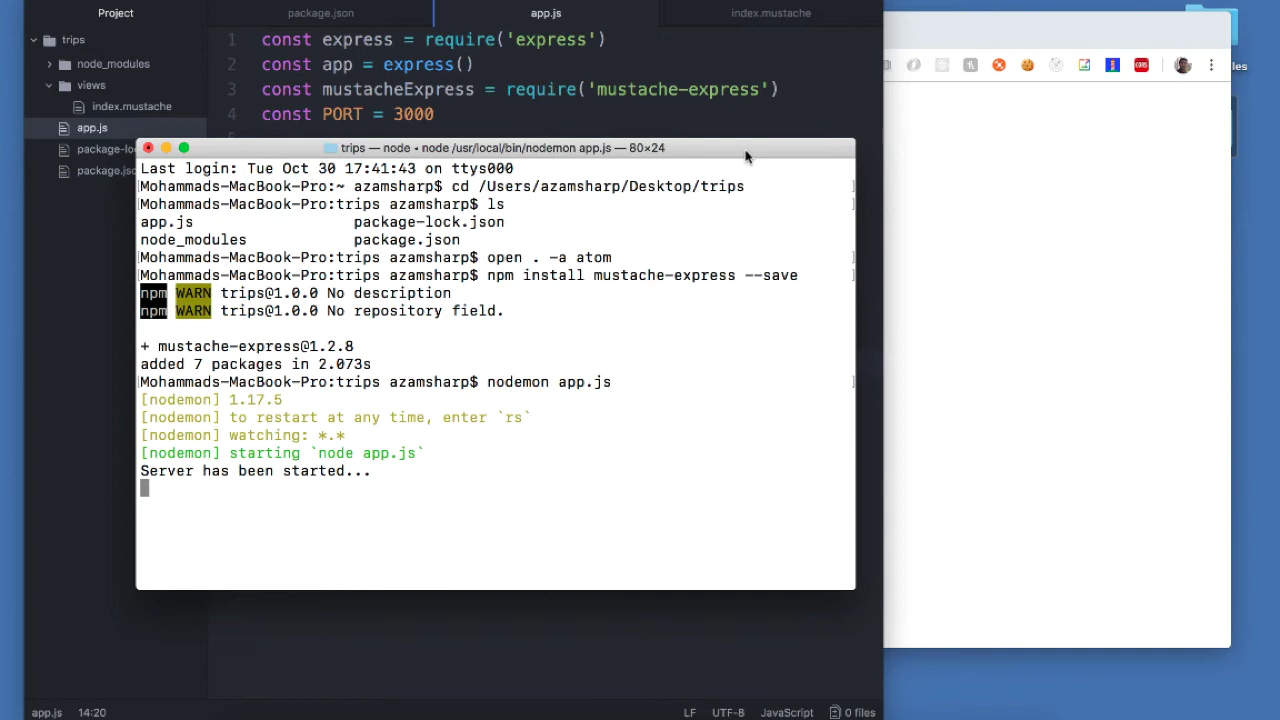 Project
package.json
app.js
index.mustache
trips
node_modules
views
index.mustache
app.js
package-lo
package.jso
1 const express = require('express')
2 const app = express()
3 const mustacheExpress = require('mustache-express')
4 const PORT = 3000
trips — node • node /usr/local/bin/nodemon app.js — 80×24
Last login: Tue Oct 30 17:41:43 on ttys000
[Mohammads-MacBook-Pro:~ azamsharp$ cd /Users/azamsharp/Desktop/trips ]
[Mohammads-MacBook-Pro:trips azamsharp$ ls ]
app.js package-lock.json
node_modules package.json
[Mohammads-MacBook-Pro:trips azamsharp$ open . -a atom ]
[Mohammads-MacBook-Pro:trips azamsharp$ npm install mustache-express --save ]
npm WARN trips@1.0.0 No description
npm WARN trips@1.0.0 No repository field.
+ mustache-express@1.2.8
added 7 packages in 2.073s
[Mohammads-MacBook-Pro:trips azamsharp$ nodemon app.js ]
[nodemon] 1.17.5
[nodemon] to restart at any time, enter `rs`
[nodemon] watching: *.*
[nodemon] starting `node app.js`
Server has been started...
CORS
les
app.js 14:20
LF UTF-8 JavaScript 0 files